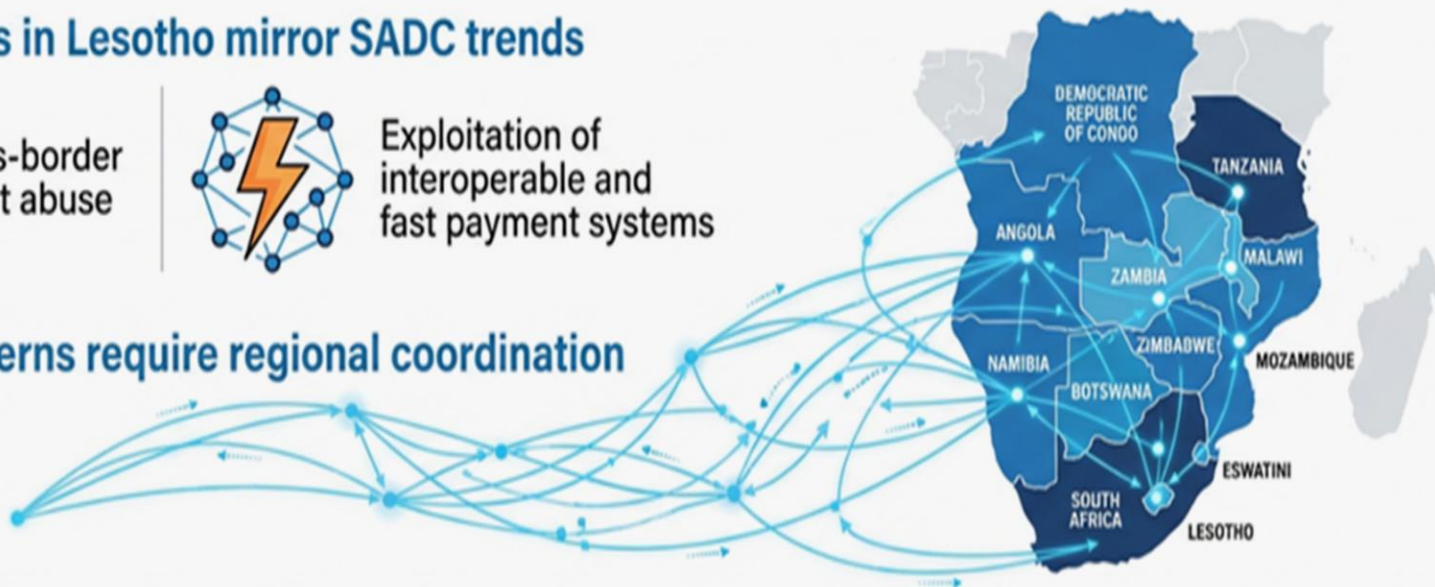 s in Lesotho mirror SADC trends
s-border
t abuse
Exploitation of
interoperable and
fast payment systems
erns require regional coordination
DEMOCRATIC
REPUBLIC
OF CONDO
TANZANIA
ANGOLA
MALAWI
ZAMBIA
ZIMBADWE
NAMIBIA
MOZAMBIQUE
BOTSWANA
ESWATINI
SOUTH
AFRICA
LESOTHO